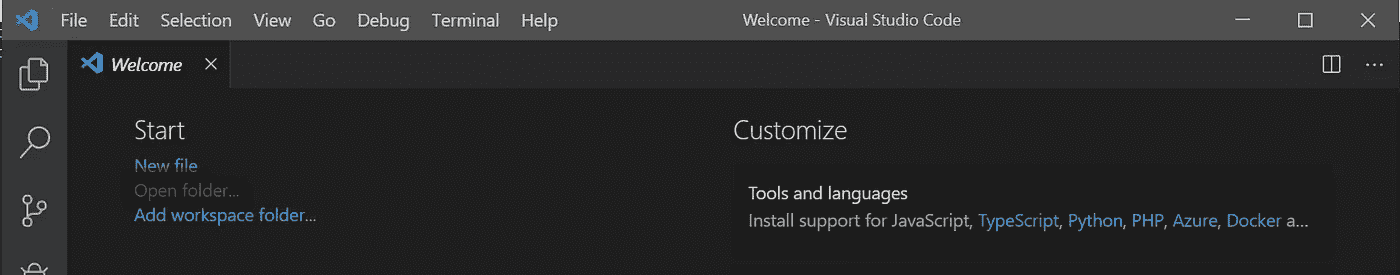 File Edit Selection View Go Debug Terminal Help Welcome - Visual Studio Code
Welcome
Start
New file
Open folder...
Add workspace folder...
Customize
Tools and languages
Install support for JavaScript, TypeScript, Python, PHP, Azure, Docker a...